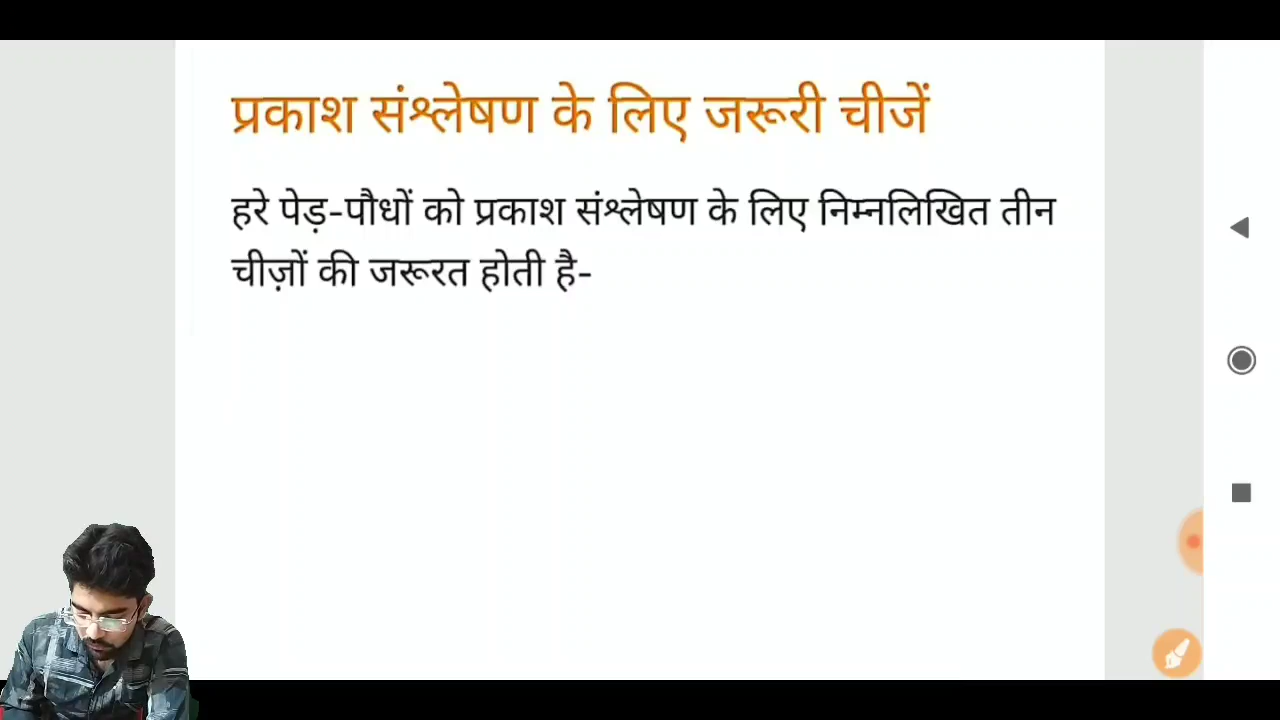 प्रकाश संश्लेषण के लिए जरूरी चीजें
हरे पेड़-पौधों को प्रकाश संश्लेषण के लिए निम्नलिखित तीन
चीज़ों की जरूरत होती है-